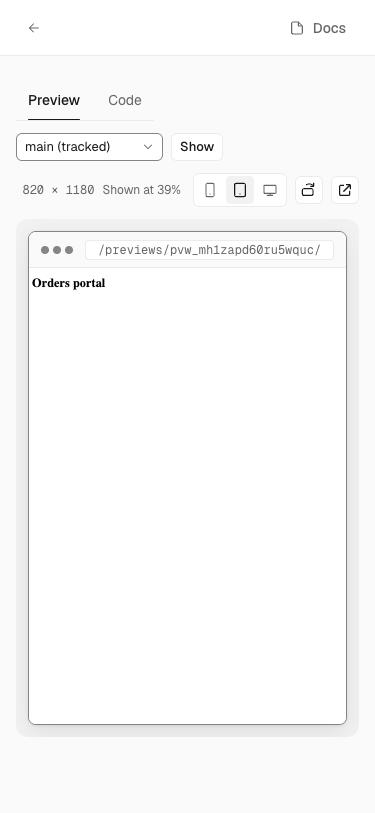 Docs
Preview Code
main (tracked) Show
820 × 1180 Shown at 39%
/previews/pvw_mh1zapd60ru5wquc/
Orders portal